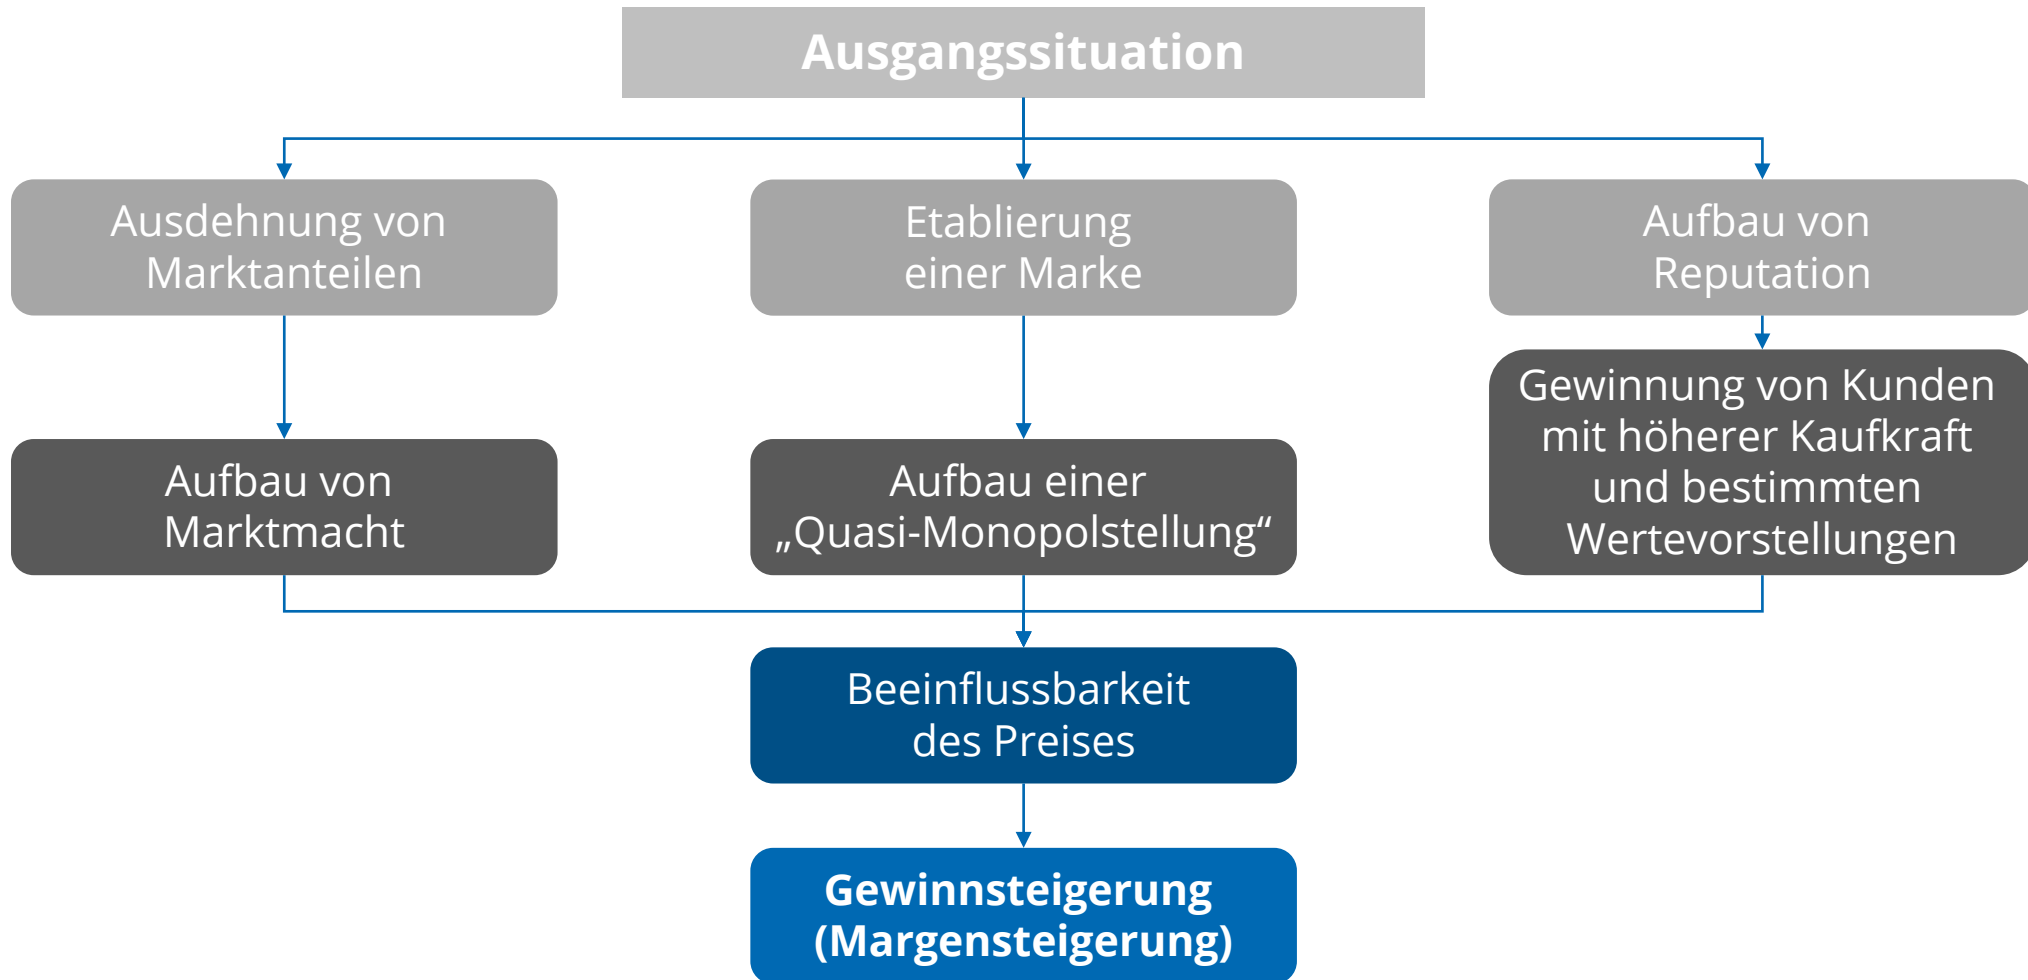 Ausgangssituation
Ausdehnung von
Marktanteilen
Etablierung
einer Marke
Aufbau von
Reputation
Aufbau von
Marktmacht
Aufbau einer
„Quasi-Monopolstellung“
Gewinnung von Kunden
mit höherer Kaufkraft
und bestimmten
Wertevorstellungen
Beeinflussbarkeit
des Preises
Gewinnsteigerung
(Margensteigerung)